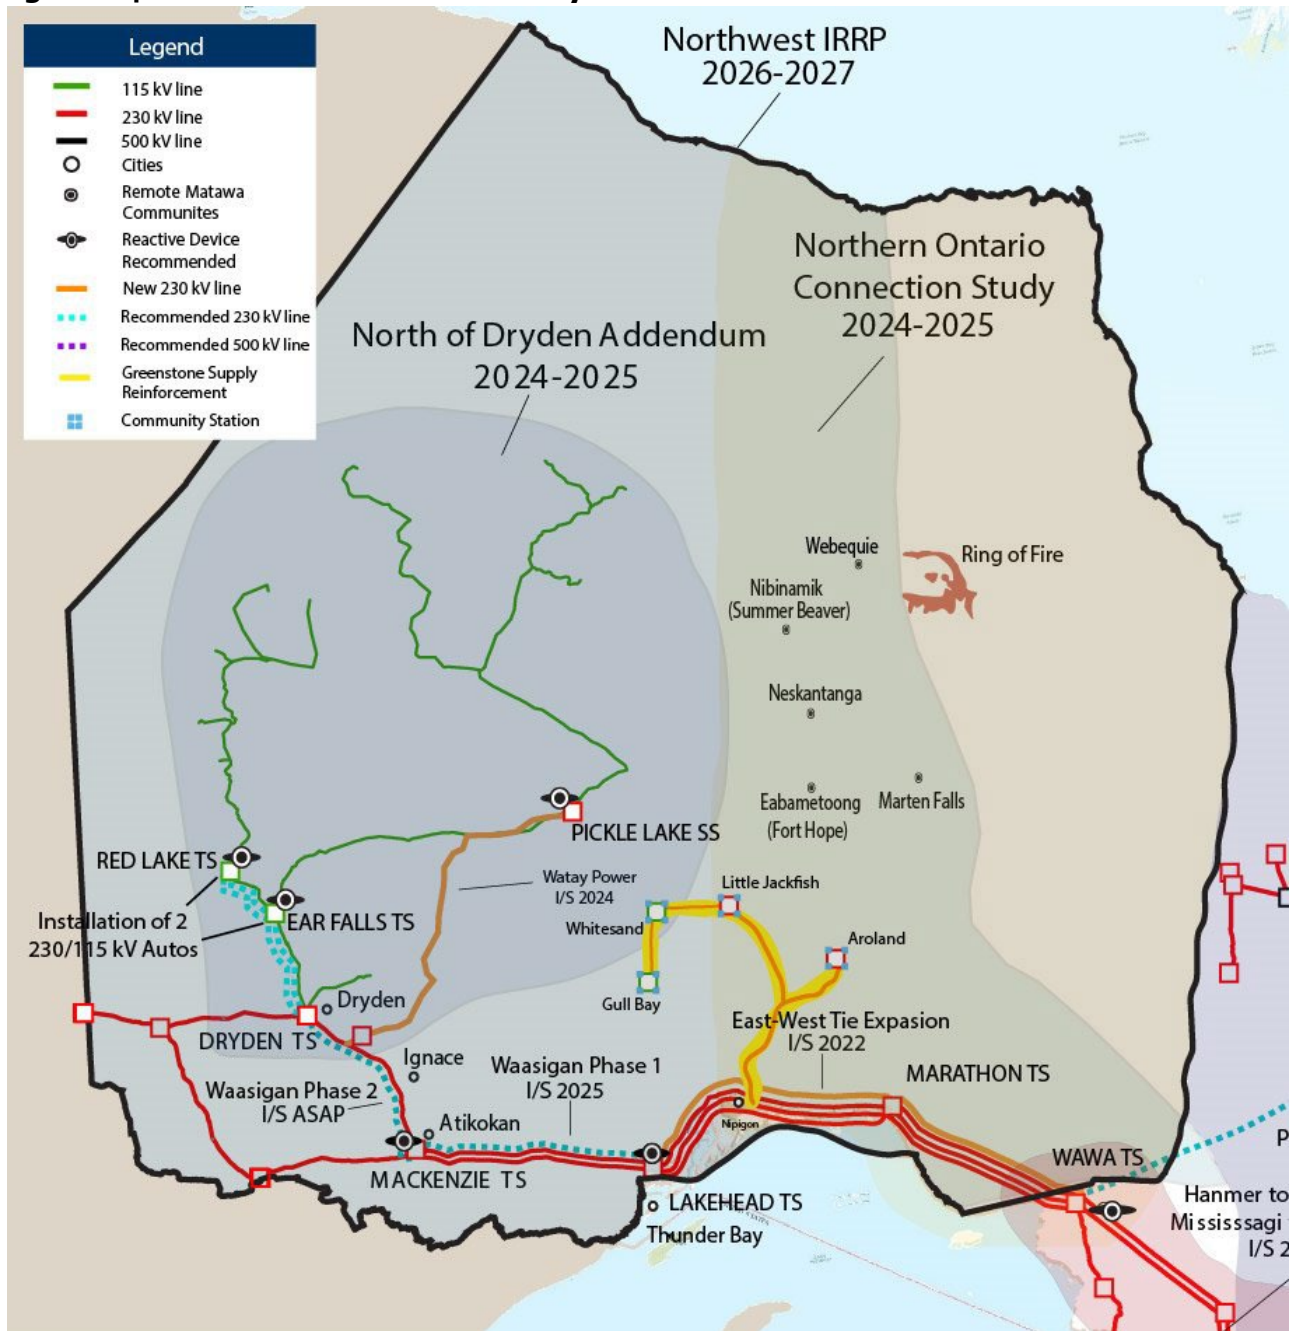 Legend
115 kV line
230 kV line
500 kV line
Cities
Remote Matawa
Communites
Reactive Device
Recommended
New 230 kV line
Recommended 230 kV line
Recommended 500 kV line
Greenstone Supply
Reinforcement
Community Station
Northwest IRRP
2026-2027
Northern Ontario
Connection Study
2024-2025
North of Dryden Addendum
2024-2025
Webequie
Ring of Fire
Nibinamik
(Summer Beaver)
Neskantanga
Eabametoong
(Fort Hope)
Marten Falls
PICKLE LAKE SS
RED LAKE TS
Watay Power
I/S 2024
Little Jackfish
Whitesand
Installation of 2
230/115 kV Autos
EAR FALLS TS
Aroland
Gull Bay
Dryden
DRYDEN TS
East-West Tie Expasion
I/S 2022
Ignace
Waasigan Phase 1
I/S 2025
MARATHON TS
Waasigan Phase 2
I/S ASAP
Atikokan
Nipigon
MACKENZIE TS
WAWA TS
P
LAKEHEAD TS
Thunder Bay
Hanmer to
Mississsagi
I/S 2